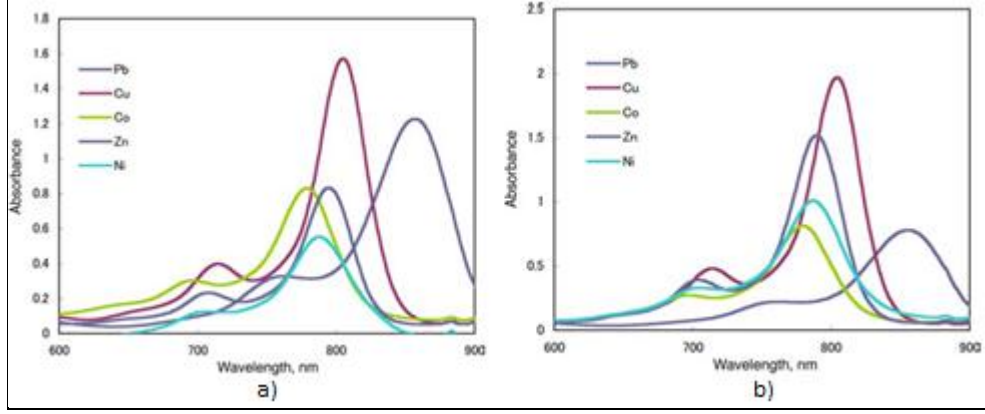 1.8
1.6
1.4
1.2
1
0.8
0.6
0.4
0.2
0
Absorbance
Pb
Cu
Co
Zn
Ni
600 700 800 900
Wavelength, nm
a)
2.5
2
1.5
1
0.5
0
Absorbance
Pb
Cu
Co
Zn
Ni
600 700 800 900
Wavelength, nm
b)